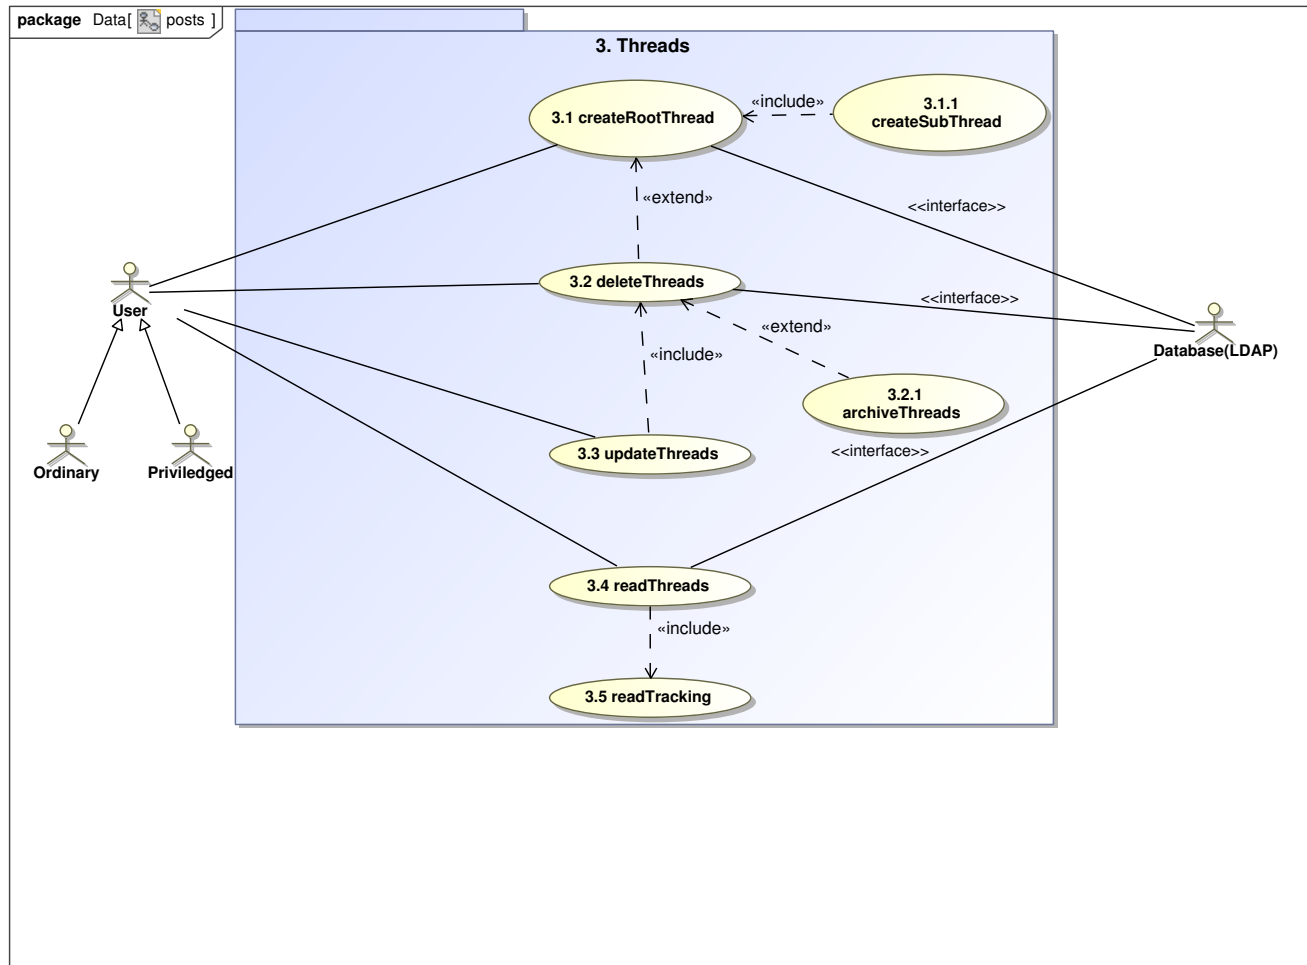 package Data[ posts ]
3. Threads
3.1 createRootThread
«include»
3.1.1
createSubThread
«extend»
<<interface>>
3.2 deleteThreads
<<interface>>
User
«extend»
«include»
Database(LDAP)
3.2.1
archiveThreads
3.3 updateThreads
<<interface>>
Ordinary
Priviledged
3.4 readThreads
«include»
3.5 readTracking